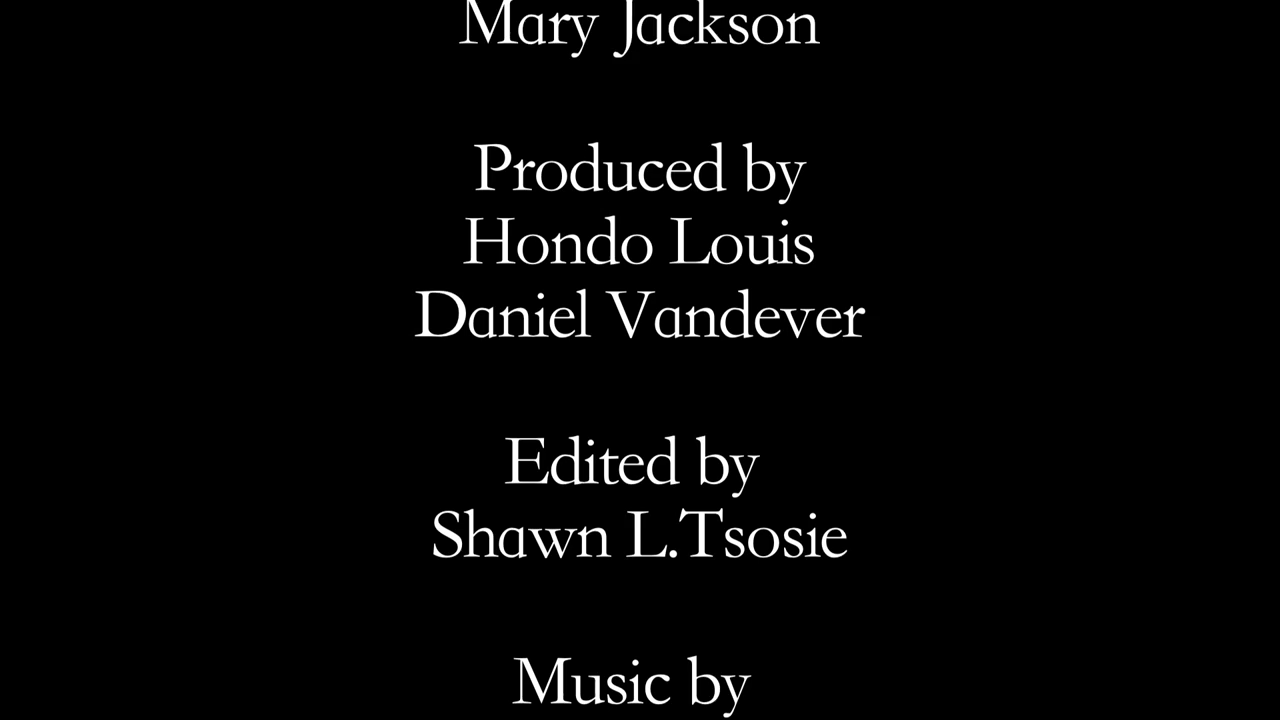 Mary Jackson
Produced by
Hondo Louis
Daniel Vandever
Edited by
Shawn L.Tsosie
Music by